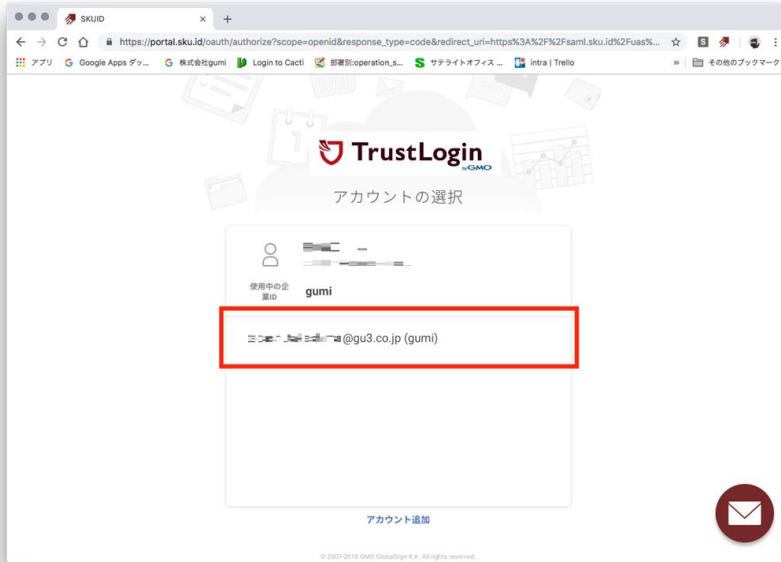 SKUID
https://portal.sku.id/oauth/authorize?scope=openid&response_type=code&redirect_uri=https%3A%2F%2Fsaml.sku.id%2Fuas%...
アプリ Google Apps ダッ... 株式会社gumi Login to Cacti 部署別:operation_s... サテライトオフィス ... intra | Trello » その他のブックマーク
TrustLogin
by GMO
アカウントの選択
使用中の企業ID
gumi
@gu3.co.jp (gumi)
アカウント追加
© 2007-2018 GMO GlobalSign K.K. All rights reserved.